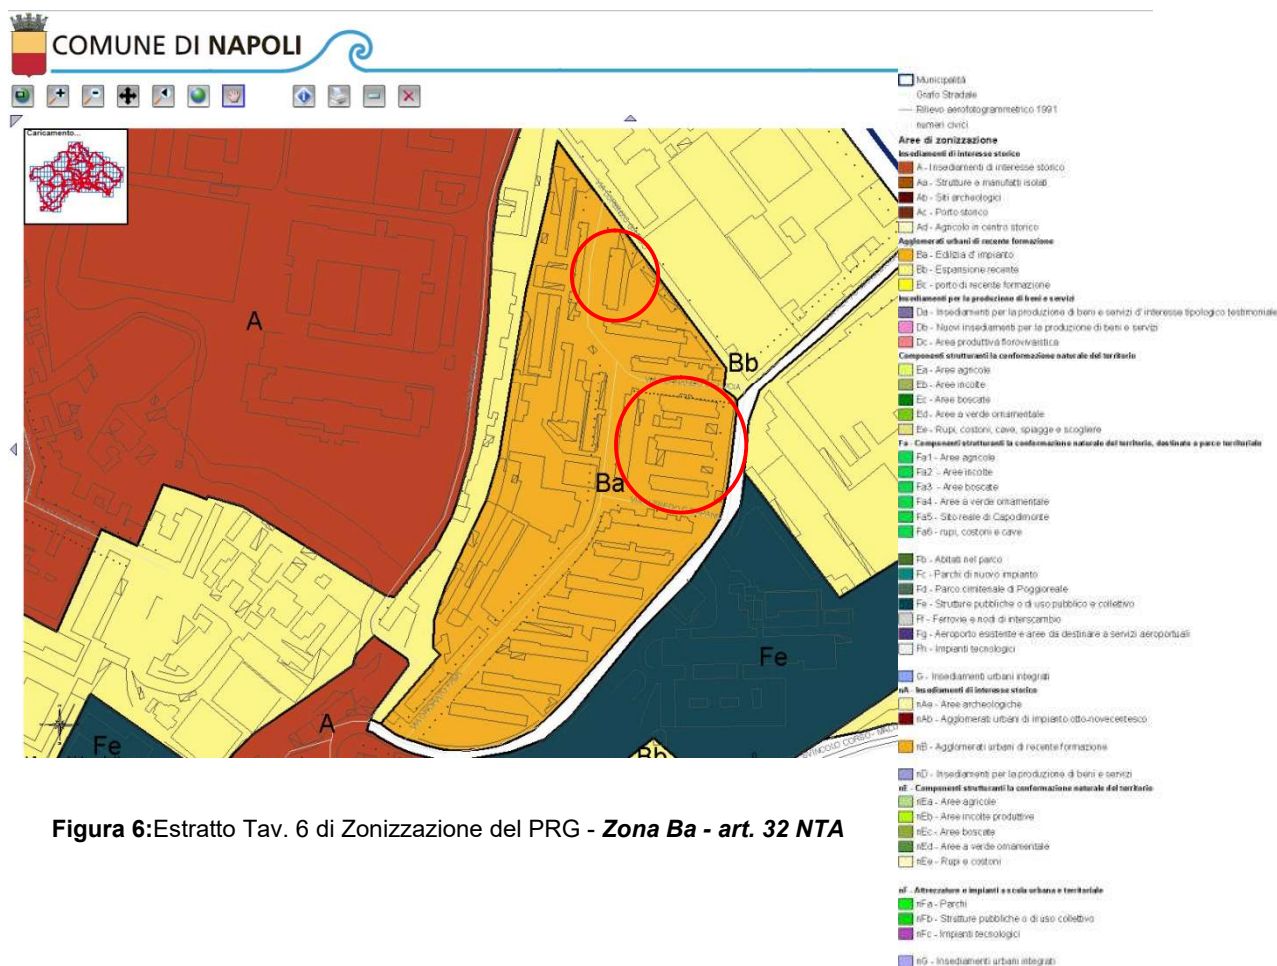 COMUNE DI NAPOLI
Caricamento...
A
Bb
Ba
Fe
A
Fe
Bb
Municipalità
Grafo Stradale
Rilievo aerofotogrammetrico 1991
numeri civici
Aree di zonizzazione
Insediamenti di interesse storico
A - Insediamenti di interesse storico
Aa - Strutture e manufatti isolati
Ab - Siti archeologici
Ac - Porto storico
Ad - Agricolo in centro storico
Agglomerati urbani di recente formazione
Ba - Edilizia d' impianto
Bb - Espansione recente
Bc - porto di recente formazione
Insediamenti per la produzione di beni e servizi
Da - Insediamenti per la produzione di beni e servizi d' interesse tipologico testimoniale
Db - Nuovi insediamenti per la produzione di beni e servizi
Dc - Area produttiva florovivaistica
Componenti strutturanti la conformazione naturale del territorio
Ea - Aree agricole
Eb - Aree incolte
Ec - Aree boscate
Ed - Aree a verde ornamentale
Ee - Rupi, costoni, cave, spiagge e scogliere
Fa - Componenti strutturanti la conformazione naturale del territorio, destinate a parco territoriale
Fa1 - Aree agricole
Fa2 - Aree incolte
Fa3 - Aree boscate
Fa4 - Aree a verde ornamentale
Fa5 - Sito reale di Capodimonte
Fa6 - rupi, costoni e cave
Fb - Abitati nel parco
Fc - Parchi di nuovo impianto
Fd - Parco cimiteriale di Poggioreale
Fe - Strutture pubbliche o di uso pubblico e collettivo
Ff - Ferrovie e nodi di interscambio
Fg - Aeroporto esistente e aree da destinare a servizi aeroportuali
Fh - Impianti tecnologici
G - Insediamenti urbani integrati
nA - Insediamenti di interesse storico
nAa - Aree archeologiche
nAb - Agglomerati urbani di impianto otto-novecentesco
nB - Agglomerati urbani di recente formazione
nD - Insediamenti per la produzione di beni e servizi
nE - Componenti strutturanti la conformazione naturale del territorio
nEa - Aree agricole
nEb - Aree incolte produttive
nEc - Aree boscate
nEd - Aree a verde ornamentale
nEe - Rupi e costoni
nF - Attrezzature e impianti a scala urbana e territoriale
nFa - Parchi
nFb - Strutture pubbliche o di uso collettivo
nFc - Impianti tecnologici
nG - Insediamenti urbani integrati
Figura 6:Estratto Tav. 6 di Zonizzazione del PRG - Zona Ba - art. 32 NTA